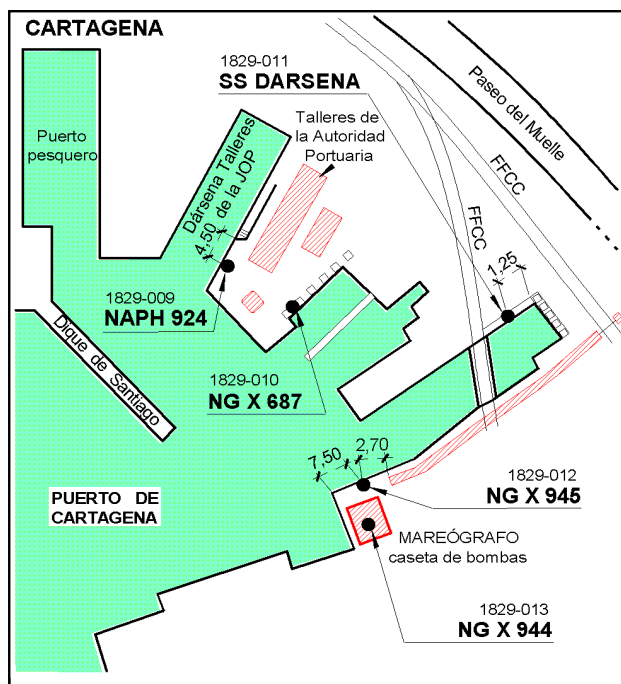 CARTAGENA
1829-011
SS DARSENA
Talleres de
la Autoridad
Portuaria
Paseo del Muelle
FFCC
FFCC
Puerto
pesquero
Dársena Talleres
de la JOP
4,50
1,25
1829-009
NAPH 924
1829-010
NG X 687
Dique de Santiago
7,50
2,70
1829-012
NG X 945
PUERTO DE
CARTAGENA
MAREÓGRAFO
caseta de bombas
1829-013
NG X 944